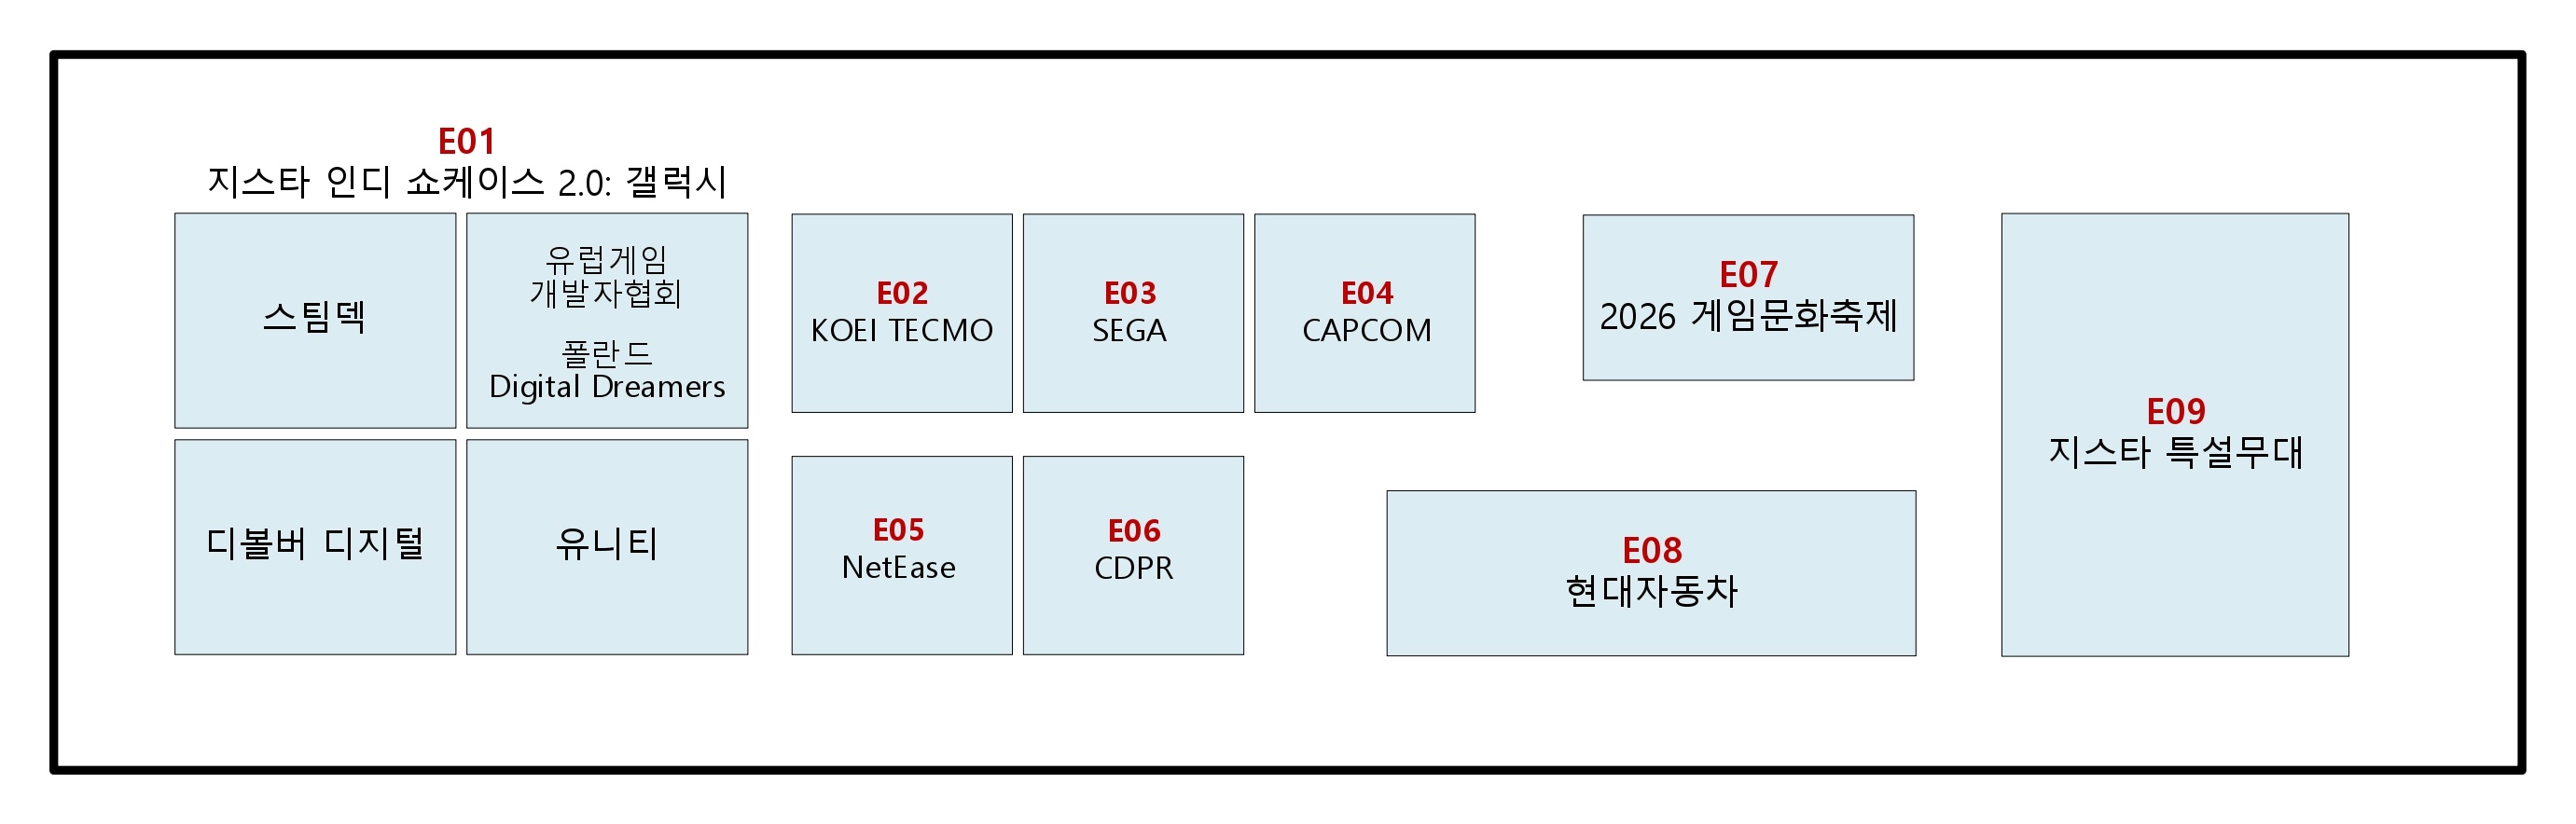 E01
지스타 인디 쇼케이스 2.0: 갤럭시
스팀덱
유럽게임
개발자협회
폴란드
Digital Dreamers
디볼버 디지털
유니티
E02
KOEI TECMO
E03
SEGA
E04
CAPCOM
E05
NetEase
E06
CDPR
E07
2026 게임문화축제
E08
현대자동차
E09
지스타 특설무대